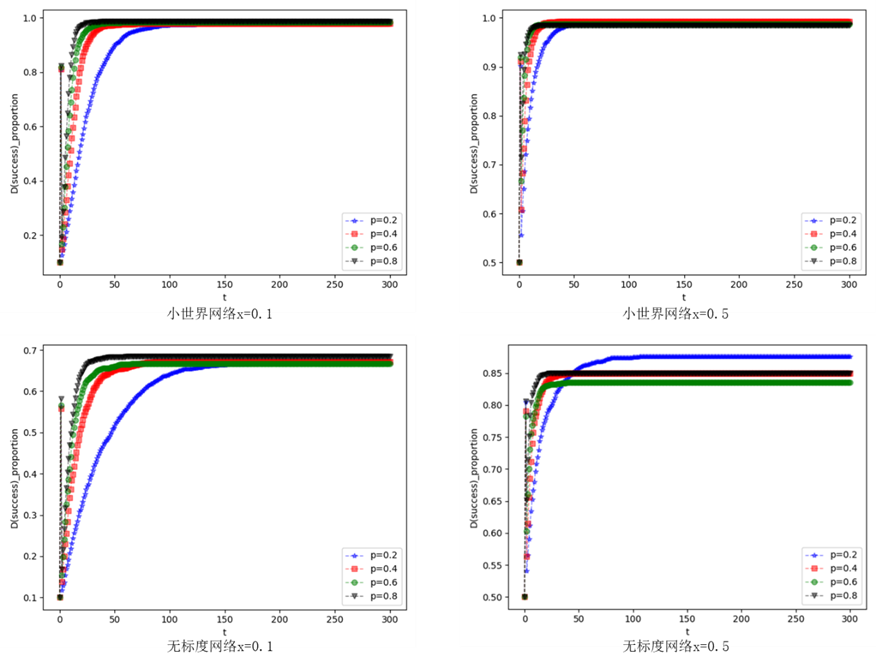 1.0
0.8
0.6
0.4
0.2
D(success)_proportion
p=0.2
p=0.4
p=0.6
p=0.8
0 50 100 150 200 250 300
t
小世界网络x=0.1
1.0
0.9
0.8
0.7
0.6
0.5
D(success)_proportion
p=0.2
p=0.4
p=0.6
p=0.8
0 50 100 150 200 250 300
t
小世界网络x=0.5
0.7
0.6
0.5
0.4
0.3
0.2
0.1
D(success)_proportion
p=0.2
p=0.4
p=0.6
p=0.8
0 50 100 150 200 250 300
t
无标度网络x=0.1
0.85
0.80
0.75
0.70
0.65
0.60
0.55
0.50
D(success)_proportion
p=0.2
p=0.4
p=0.6
p=0.8
0 50 100 150 200 250 300
t
无标度网络x=0.5